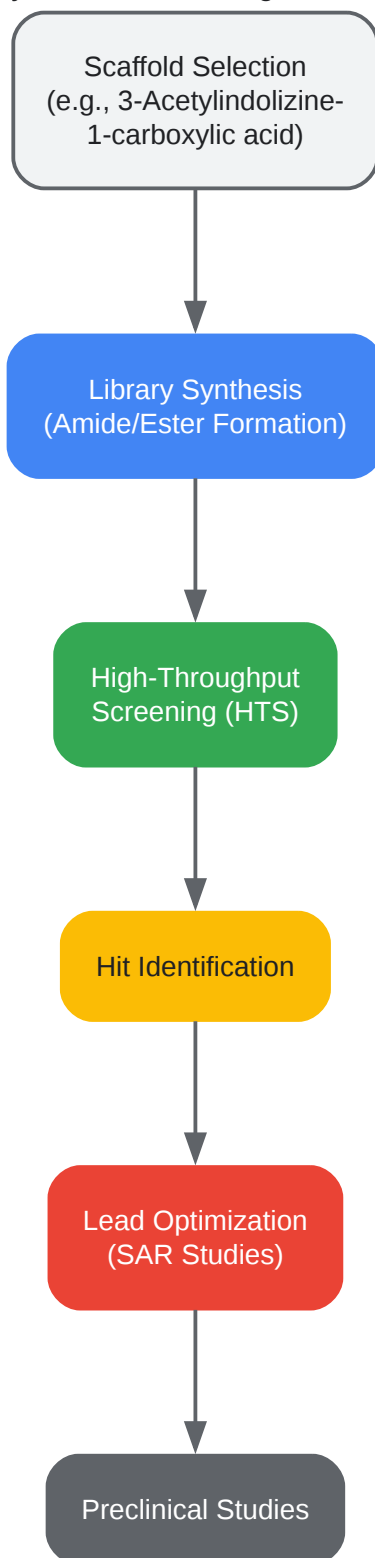 Scaffold Selection
(e.g., 3-Acetylindolizine-
1-carboxylic acid)
Library Synthesis
(Amide/Ester Formation)
High-Throughput
Screening (HTS)
Hit Identification
Lead Optimization
(SAR Studies)
Preclinical Studies